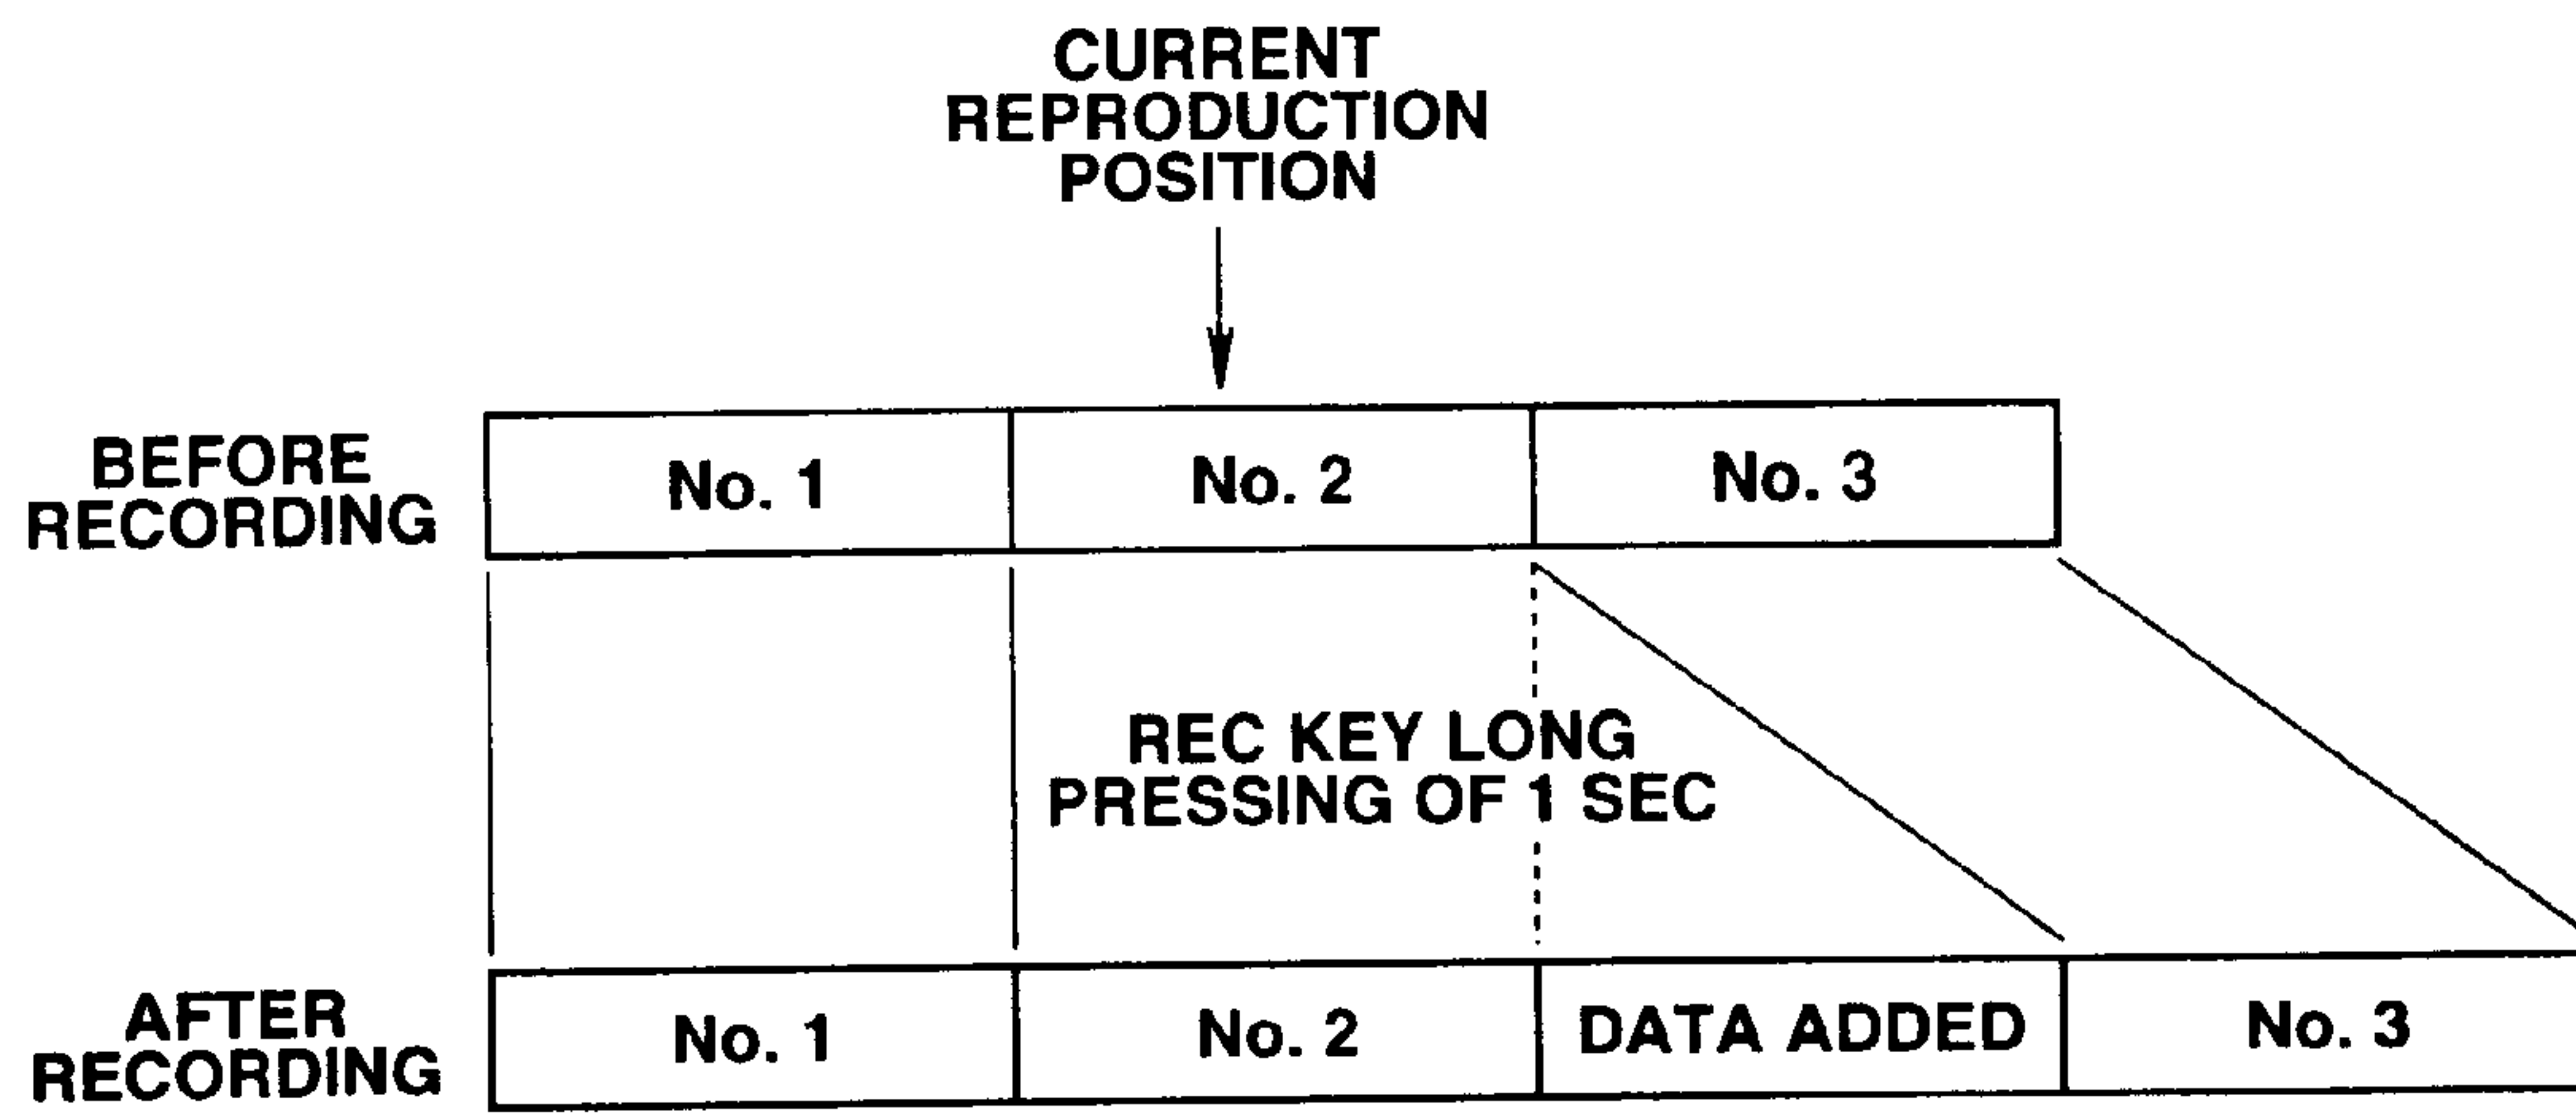 CURRENT
REPRODUCTION
POSITION
BEFORE
RECORDING
No. 1
No. 2
No. 3
REC KEY LONG
PRESSING OF 1 SEC
AFTER
RECORDING
No. 1
No. 2
DATA ADDED
No. 3